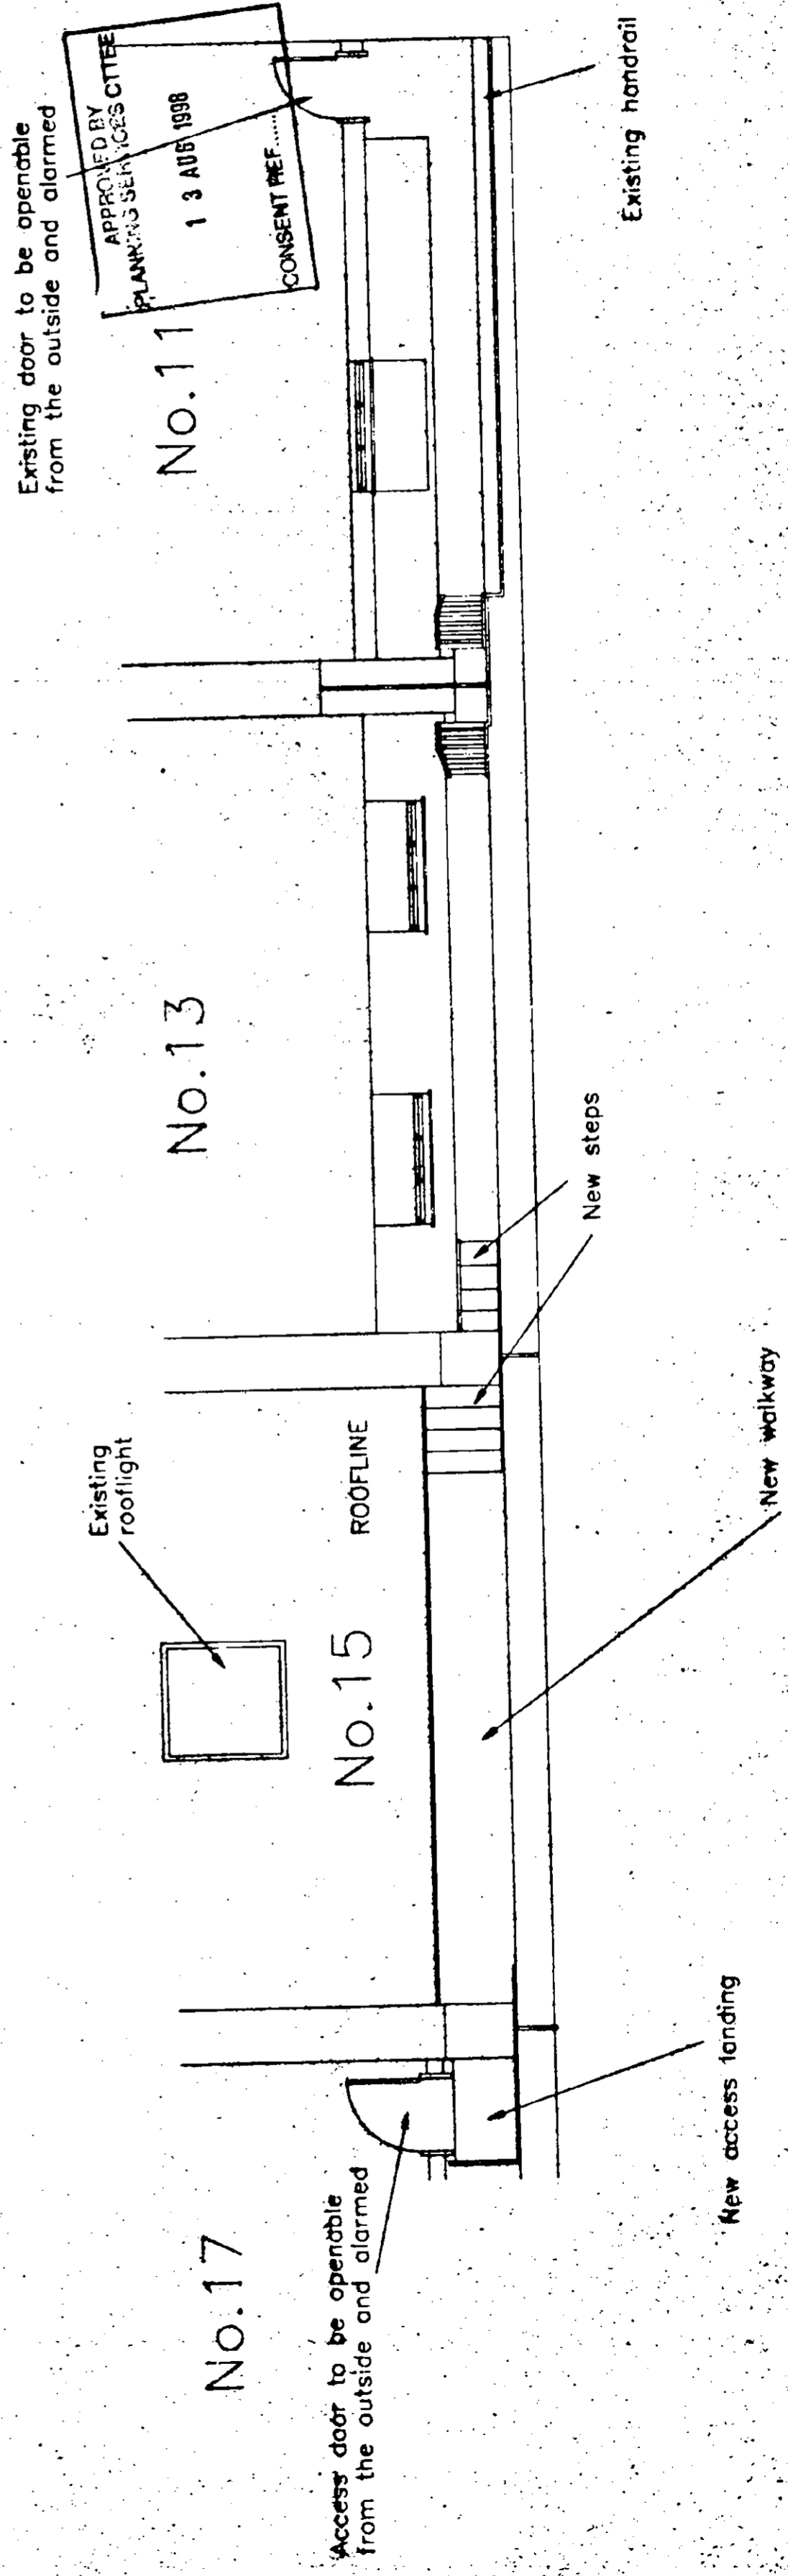 No.17
Access door to be openable
from the outside and alarmed
New access landing
Existing
rooflight
No.15
ROOFLINE
New walkway
No.13
New steps
No.11
Existing door to be openable
from the outside and alarmed
APPROVED BY
PLANNING SERVICES CTTEE
13 AUG 1998
CONSENT REF.......
Existing handrail